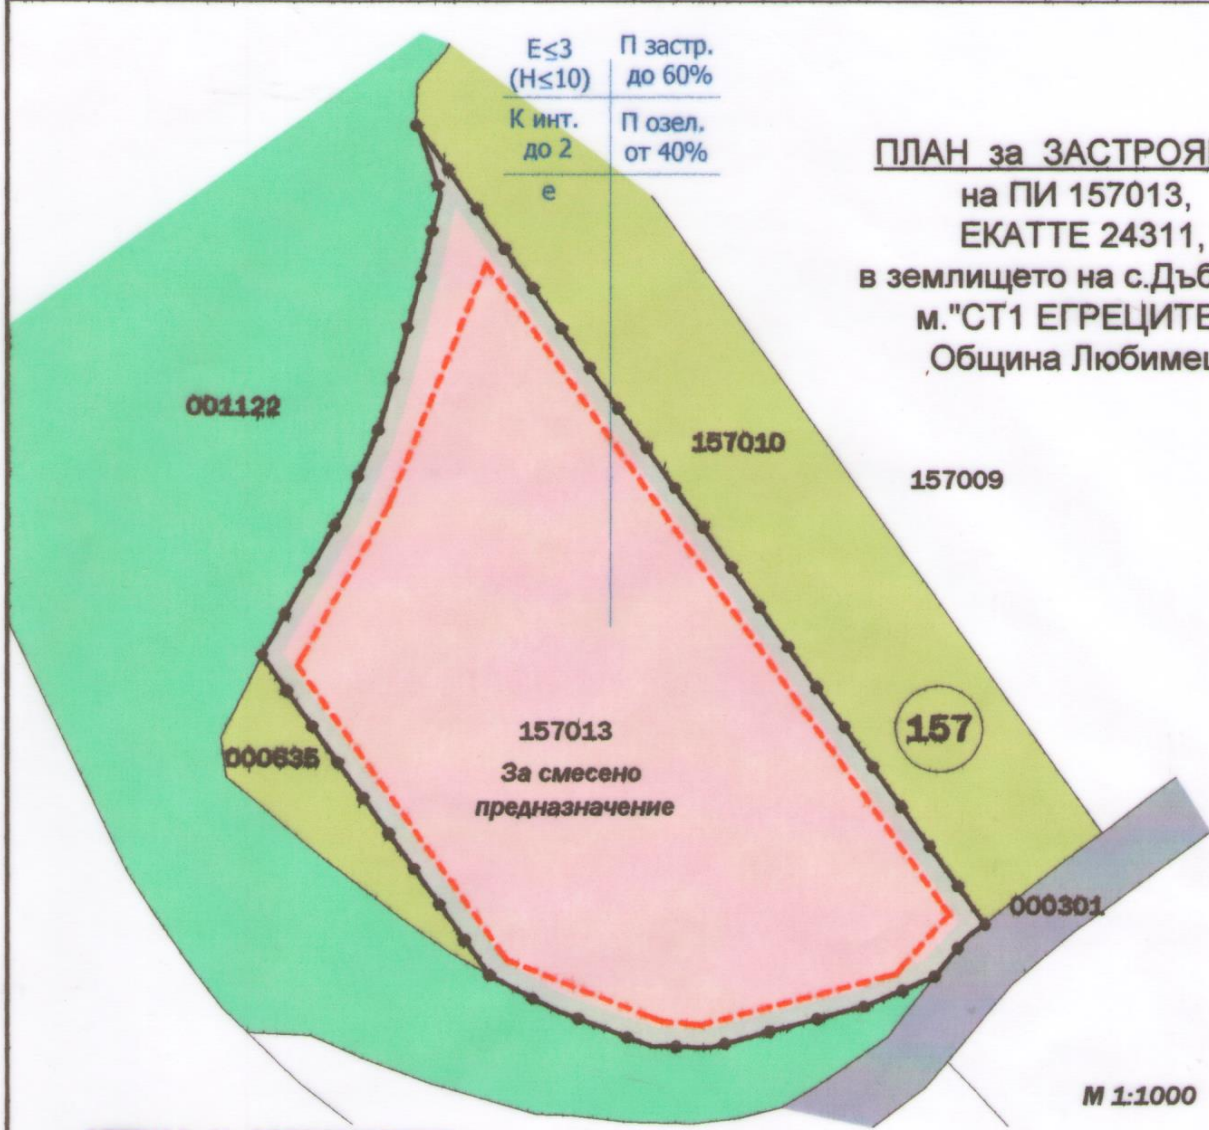 E≤3
(H≤10)
П застр.
до 60%
К инт.
до 2
П озел.
от 40%
е
ПЛАН за ЗАСТРОЯ
на ПИ 157013,
ЕКАТТЕ 24311,
в землището на с.Дъб
м."СТ1 ЕГРЕЦИТЕ
Община Любимец
001122
157010
157009
157
157013
За смесено
предназначение
000635
000301
М 1:1000